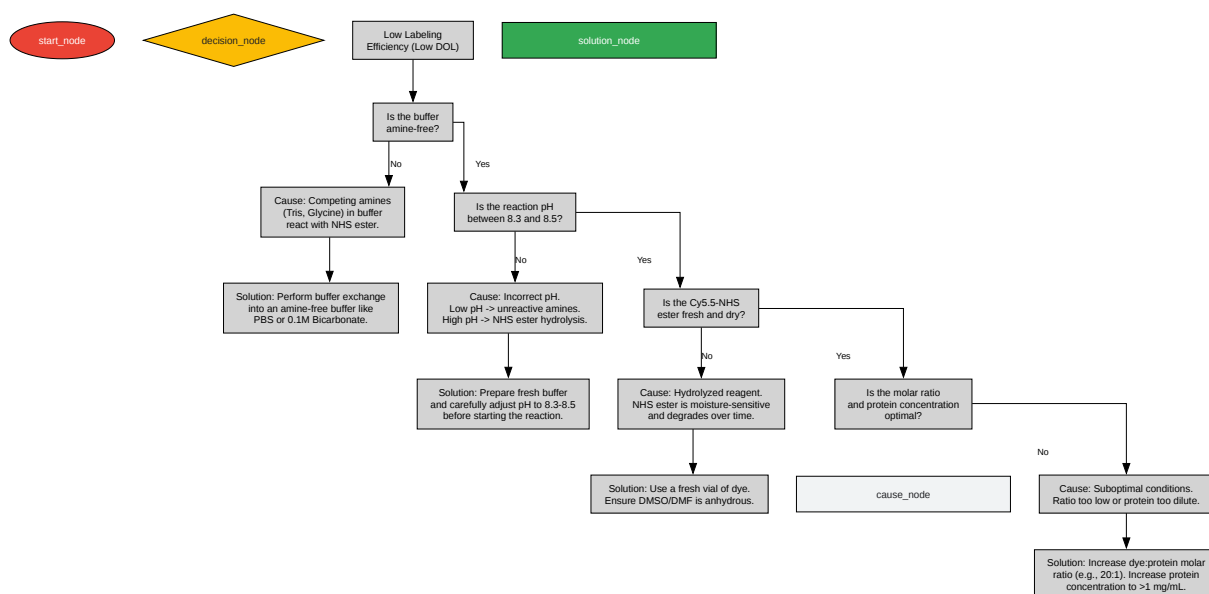 start_node
decision_node
Low Labeling
Efficiency (Low DOL)
solution_node
Is the buffer
amine-free?
No
Yes
Cause: Competing amines
(Tris, Glycine) in buffer
react with NHS ester.
Is the reaction pH
between 8.3 and 8.5?
No
Yes
Solution: Perform buffer exchange
into an amine-free buffer like
PBS or 0.1M Bicarbonate.
Cause: Incorrect pH.
Low pH -> unreactive amines.
High pH -> NHS ester hydrolysis.
Is the Cy5.5-NHS
ester fresh and dry?
No
Yes
Solution: Prepare fresh buffer
and carefully adjust pH to 8.3-8.5
before starting the reaction.
Cause: Hydrolyzed reagent.
NHS ester is moisture-sensitive
and degrades over time.
Is the molar ratio
and protein concentration
optimal?
No
Solution: Use a fresh vial of dye.
Ensure DMSO/DMF is anhydrous.
cause_node
Cause: Suboptimal conditions.
Ratio too low or protein too dilute.
Solution: Increase dye:protein molar
ratio (e.g., 20:1). Increase protein
concentration to >1 mg/mL.